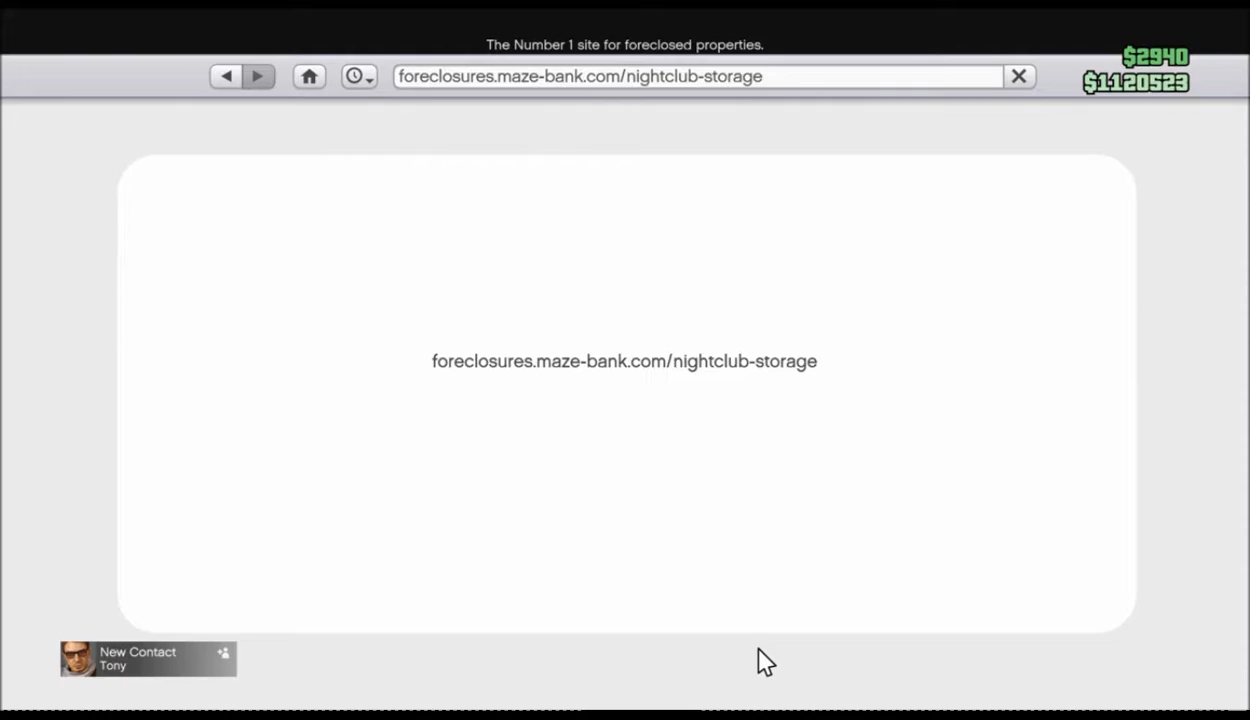 The Number 1 site for foreclosed properties.
$2940
foreclosures.maze-bank.com/nightclub-storage
$1120523
foreclosures.maze-bank.com/nightclub-storage
New Contact
Tony